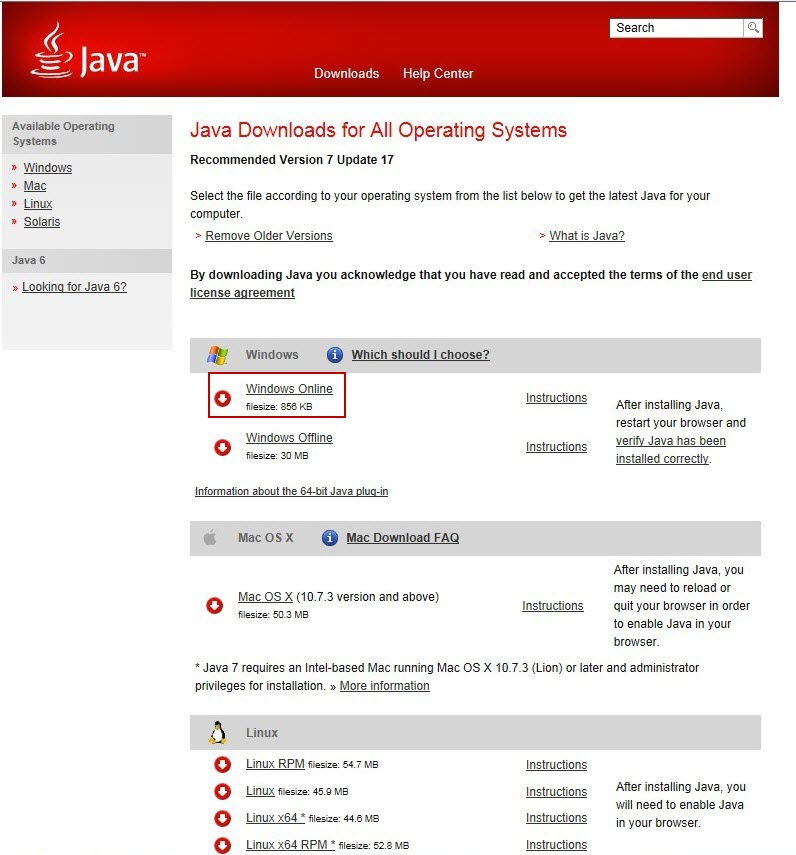 Search
Java™
Downloads Help Center
Available Operating
Systems
» Windows
» Mac
» Linux
» Solaris
Java 6
» Looking for Java 6?
Java Downloads for All Operating Systems
Recommended Version 7 Update 17
Select the file according to your operating system from the list below to get the latest Java for your
computer.
> Remove Older Versions > What is Java?
By downloading Java you acknowledge that you have read and accepted the terms of the end user
license agreement
Windows Which should I choose?
Windows Online
filesize: 856 KB
Instructions
Windows Offline
filesize: 30 MB
Instructions
After installing Java,
restart your browser and
verify Java has been
installed correctly.
Information about the 64-bit Java plug-in
Mac OS X Mac Download FAQ
Mac OS X (10.7.3 version and above)
filesize: 50.3 MB
Instructions
After installing Java, you
may need to reload or
quit your browser in order
to enable Java in your
browser.
* Java 7 requires an Intel-based Mac running Mac OS X 10.7.3 (Lion) or later and administrator
privileges for installation. » More information
Linux
Linux RPM filesize: 54.7 MB Instructions
Linux filesize: 45.9 MB Instructions
Linux x64 * filesize: 44.6 MB Instructions
Linux x64 RPM * filesize: 52.8 MB Instructions
After installing Java, you
will need to enable Java
in your browser.